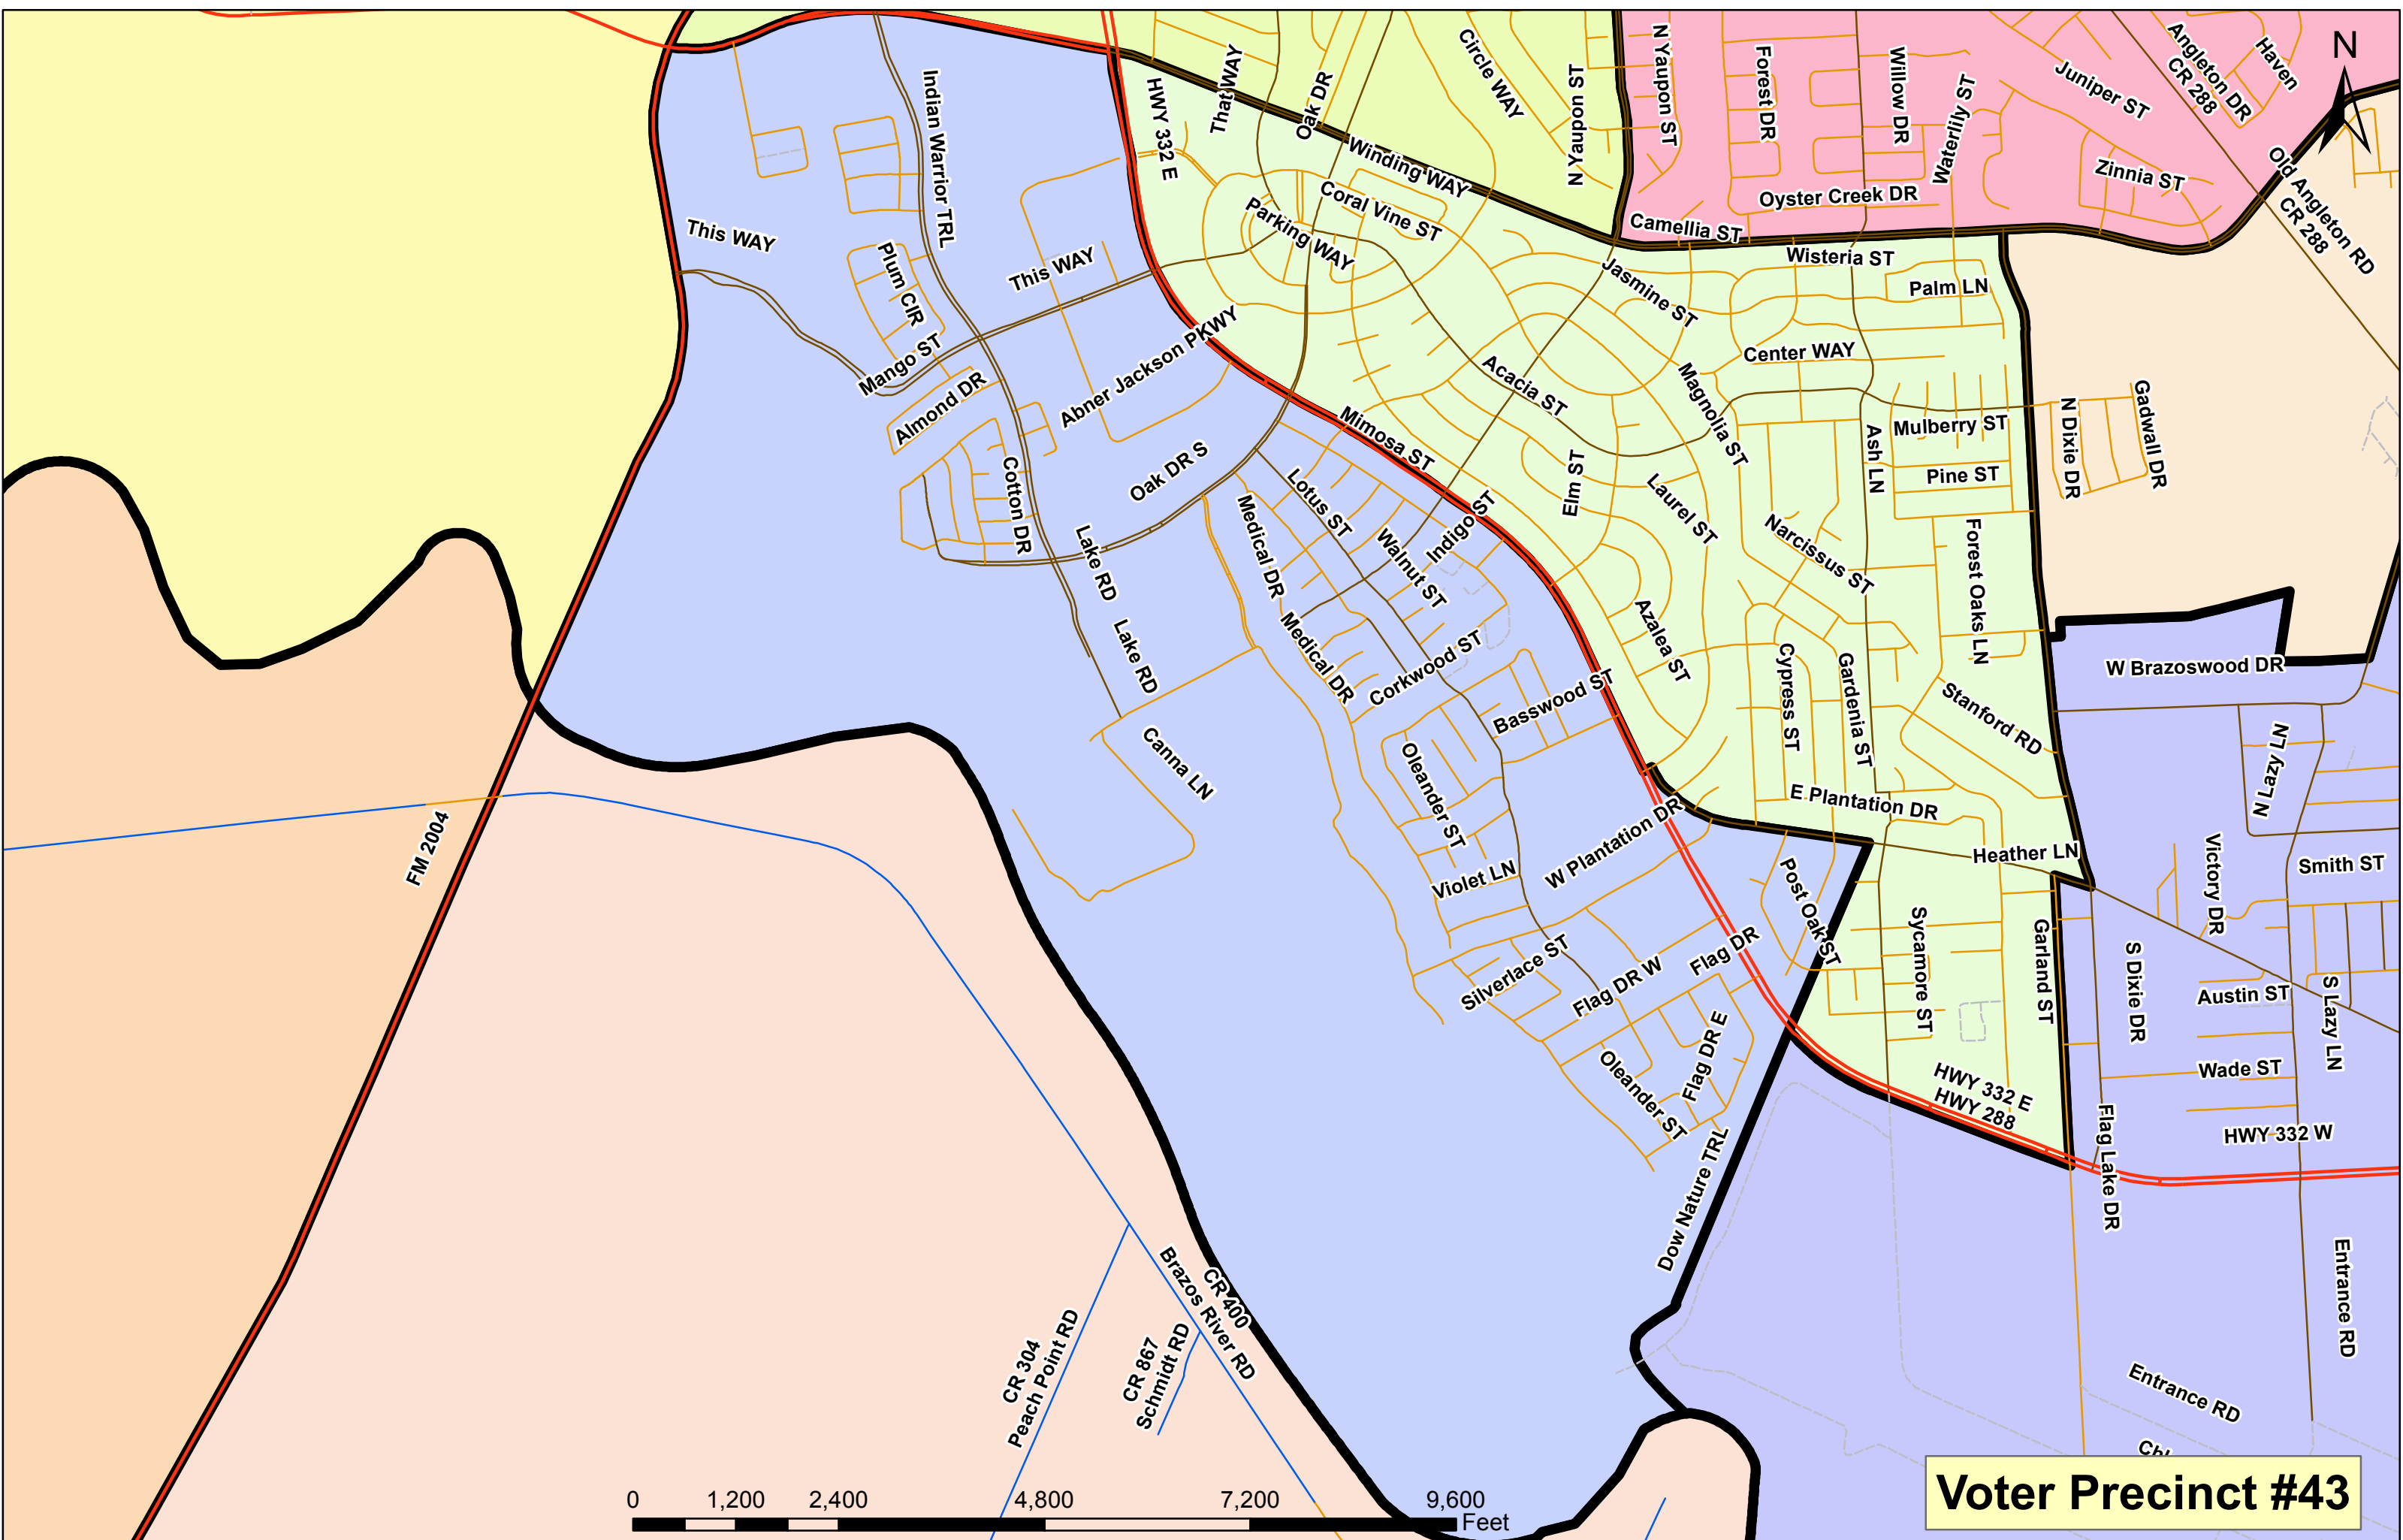 N
Circle WAY
N Yaupon ST
N Yaupon ST
Forest DR
Willow DR
Waterlily ST
Juniper ST
Angleton DR
CR 288
Haven
Indian Warrior TRL
HWY 332 E
That WAY
Oak DR
Winding WAY
Zinnia ST
Old Angleton RD
CR 288
Oyster Creek DR
Camellia ST
Coral Vine ST
Parking WAY
This WAY
This WAY
Plum CIR
Wisteria ST
Jasmine ST
Palm LN
Mango ST
Almond DR
Abner Jackson PKWY
Center WAY
Acacia ST
Magnolia ST
Mimosa ST
Mulberry ST
Ash LN
Pine ST
N Dixie DR
Gadwall DR
Cotton DR
Oak DR S
Lotus ST
Medical DR
Walnut ST
Indigo ST
Elm ST
Laurel ST
Narcissus ST
Forest Oaks LN
Lake RD
Lake RD
Medical DR
Corkwood ST
Azalea ST
Basswood ST
Cypress ST
Gardenia ST
Stanford RD
W Brazoswood DR
N Lazy LN
Canna LN
Oleander ST
W Plantation DR
E Plantation DR
Heather LN
Violet LN
Post Oak ST
Victory DR
Smith ST
FM 2004
Silverlace ST
Flag DR W
Flag DR
Sycamore ST
Garland ST
S Dixie DR
Austin ST
S Lazy LN
Wade ST
Flag DR E
Oleander ST
HWY 332 E
HWY 288
HWY 332 W
Flag Lake DR
Dow Nature TRL
Entrance RD
Entrance RD
CR 400
Brazos River RD
CR 304
Peach Point RD
CR 867
Schmidt RD
Voter Precinct #43
0 1,200 2,400 4,800 7,200 9,600
Feet